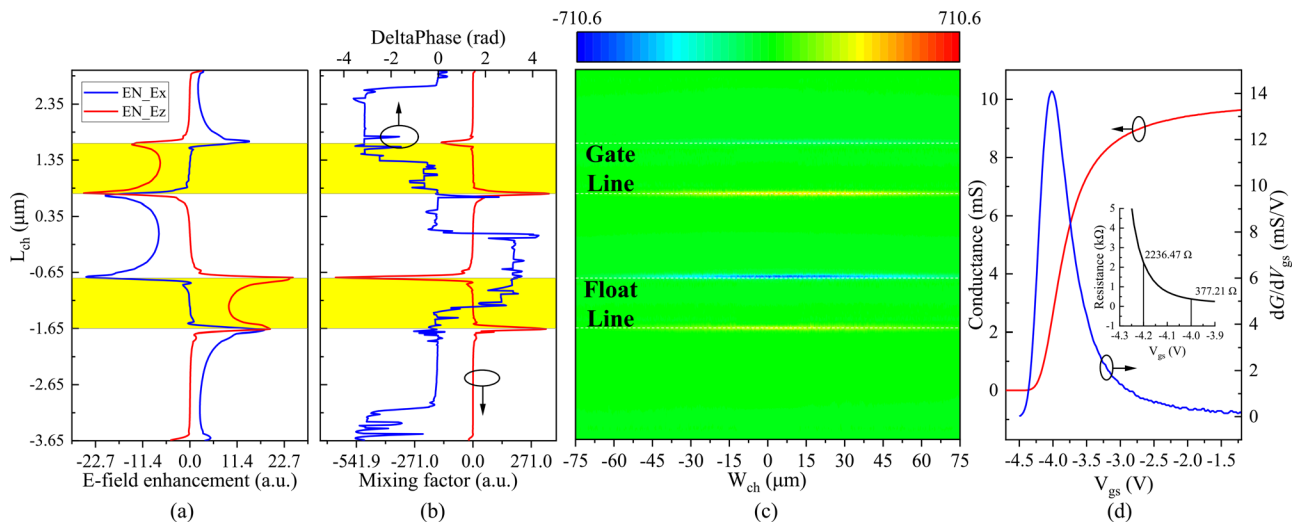 -710.6
710.6
DeltaPhase (rad)
-4 -2 0 2 4
EN_Ex
EN_Ez
L_ch (μm)
2.35
1.35
0.35
-0.65
-1.65
-2.65
-3.65
-22.7 -11.4 0.0 11.4 22.7
E-field enhancement (a.u.)
(a)
-541.9 -271.0 0.0 271.0
Mixing factor (a.u.)
(b)
Gate
Line
Float
Line
-75 -60 -45 -30 -15 0 15 30 45 60 75
W_ch (μm)
(c)
Conductance (mS)
10
8
6
4
2
0
14
12
10
8
6
4
2
0
dG/dV_gs (mS/V)
Resistance (kΩ)
5
4
3
2
1
0
-1
2236.47 Ω
377.21 Ω
-4.2 -4.1 -4.0 -3.9
V_gs (V)
-4.5 -4.0 -3.5 -3.0 -2.5 -2.0 -1.5
V_gs (V)
(d)